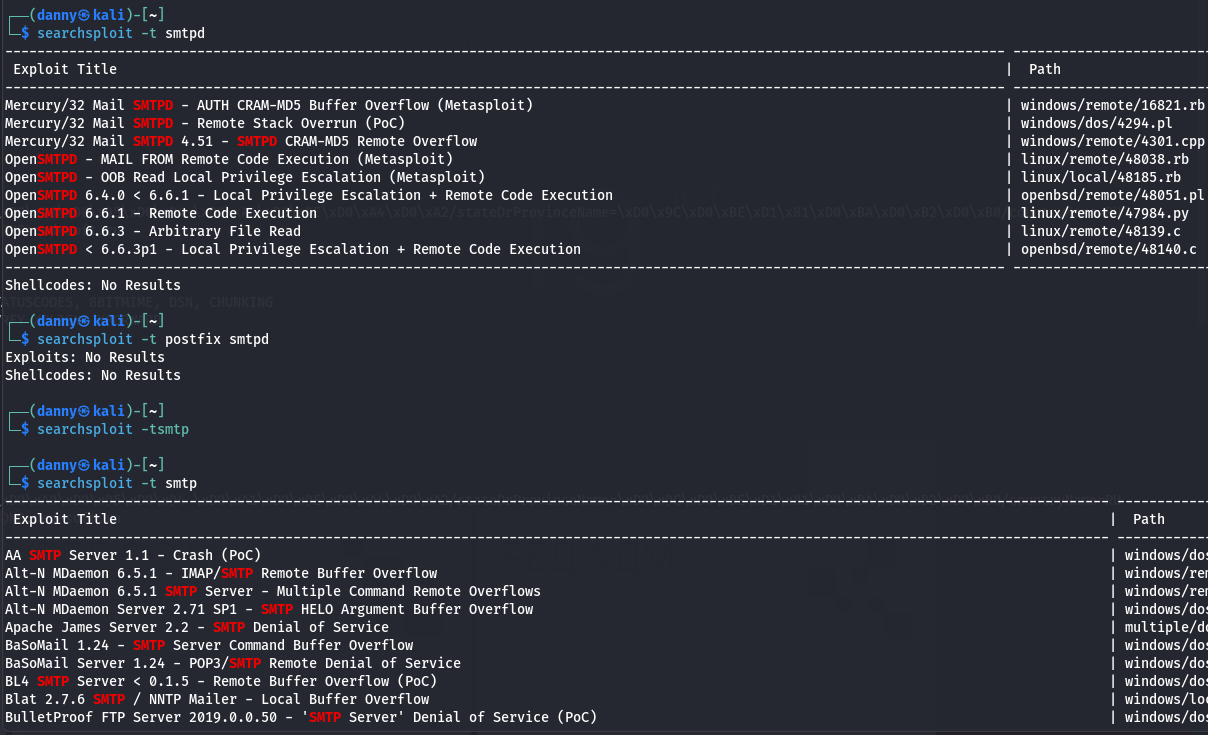 ┌──(danny㉿kali)-[~]
└─$ searchsploit -t smtpd
Exploit Title | Path
Mercury/32 Mail SMTPD - AUTH CRAM-MD5 Buffer Overflow (Metasploit) | windows/remote/16821.rb
Mercury/32 Mail SMTPD - Remote Stack Overrun (PoC) | windows/dos/4294.pl
Mercury/32 Mail SMTPD 4.51 - SMTPD CRAM-MD5 Remote Overflow | windows/remote/4301.cpp
OpenSMTPD - MAIL FROM Remote Code Execution (Metasploit) | linux/remote/48038.rb
OpenSMTPD - OOB Read Local Privilege Escalation (Metasploit) | linux/local/48185.rb
OpenSMTPD 6.4.0 < 6.6.1 - Local Privilege Escalation + Remote Code Execution | openbsd/remote/48051.pl
OpenSMTPD 6.6.1 - Remote Code Execution | linux/remote/47984.py
OpenSMTPD 6.6.3 - Arbitrary File Read | linux/remote/48139.c
OpenSMTPD < 6.6.3p1 - Local Privilege Escalation + Remote Code Execution | openbsd/remote/48140.c
Shellcodes: No Results
┌──(danny㉿kali)-[~]
└─$ searchsploit -t postfix smtpd
Exploits: No Results
Shellcodes: No Results
┌──(danny㉿kali)-[~]
└─$ searchsploit -tsmtp
┌──(danny㉿kali)-[~]
└─$ searchsploit -t smtp
Exploit Title | Path
AA SMTP Server 1.1 - Crash (PoC) | windows/dos
Alt-N MDaemon 6.5.1 - IMAP/SMTP Remote Buffer Overflow | windows/rem
Alt-N MDaemon 6.5.1 SMTP Server - Multiple Command Remote Overflows | windows/rem
Alt-N MDaemon Server 2.71 SP1 - SMTP HELO Argument Buffer Overflow | windows/dos
Apache James Server 2.2 - SMTP Denial of Service | multiple/do
BaSoMail 1.24 - SMTP Server Command Buffer Overflow | windows/dos
BaSoMail Server 1.24 - POP3/SMTP Remote Denial of Service | windows/dos
BL4 SMTP Server < 0.1.5 - Remote Buffer Overflow (PoC) | windows/dos
Blat 2.7.6 SMTP / NNTP Mailer - Local Buffer Overflow | windows/loc
BulletProof FTP Server 2019.0.0.50 - 'SMTP Server' Denial of Service (PoC) | windows/dos